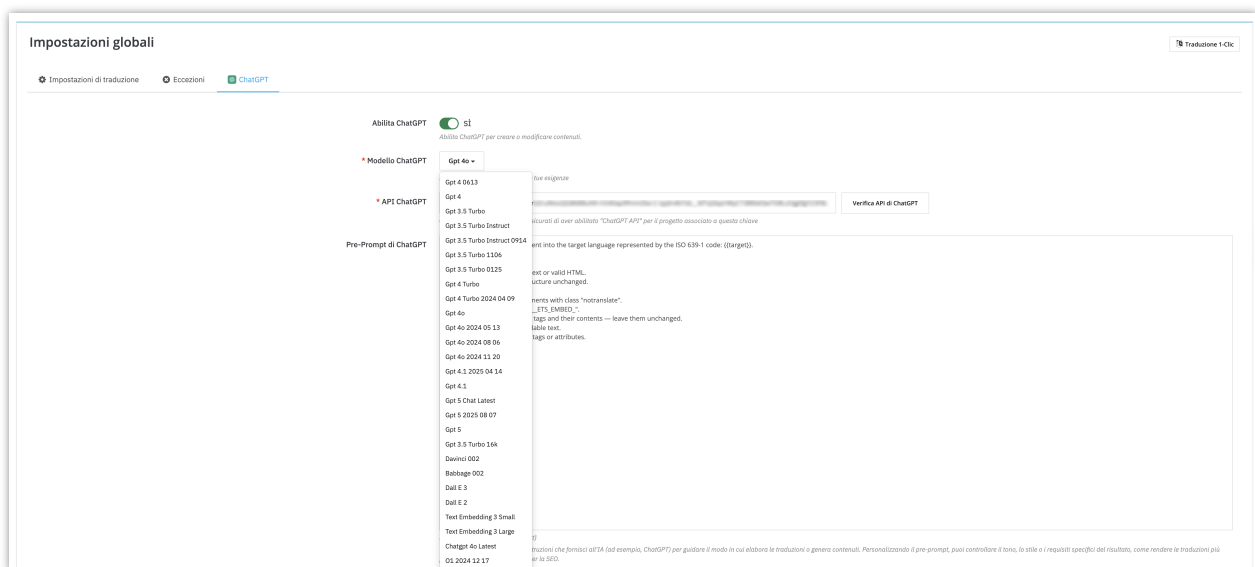 Impostazioni globali
Traduzione 1-Clic
Impostazioni di traduzione
Eccezioni
ChatGPT
Abilita ChatGPT
sì
Abilita ChatGPT per creare o modificare contenuti.
* Modello ChatGPT
Gpt 4o
tue esigenze
* API ChatGPT
Verifica API di ChatGPT
sicurati di aver abilitato "ChatGPT API" per il progetto associato a questa chiave
Pre-Prompt di ChatGPT
ent into the target language represented by the ISO 639-1 code: {{target}}.
ext or valid HTML.
ucture unchanged.
ments with class "notranslate".
_ETS_EMBED_".
tags and their contents — leave them unchanged.
lable text.
tags or attributes.
Gpt 4 0613
Gpt 4
Gpt 3.5 Turbo
Gpt 3.5 Turbo Instruct
Gpt 3.5 Turbo Instruct 0914
Gpt 3.5 Turbo 1106
Gpt 3.5 Turbo 0125
Gpt 4 Turbo
Gpt 4 Turbo 2024 04 09
Gpt 4o
Gpt 4o 2024 05 13
Gpt 4o 2024 08 06
Gpt 4o 2024 11 20
Gpt 4.1 2025 04 14
Gpt 4.1
Gpt 5 Chat Latest
Gpt 5 2025 08 07
Gpt 5
Gpt 3.5 Turbo 16k
Davinci 002
Babbage 002
Dall E 3
Dall E 2
Text Embedding 3 Small
Text Embedding 3 Large
Chatgpt 4o Latest
O1 2024 12 17
t)
truzioni che fornisci all'IA (ad esempio, ChatGPT) per guidare il modo in cui elabora le traduzioni o genera contenuti. Personalizzando il pre-prompt, puoi controllare il tono, lo stile o i requisiti specifici del risultato, come rendere le traduzioni più
er la SEO.